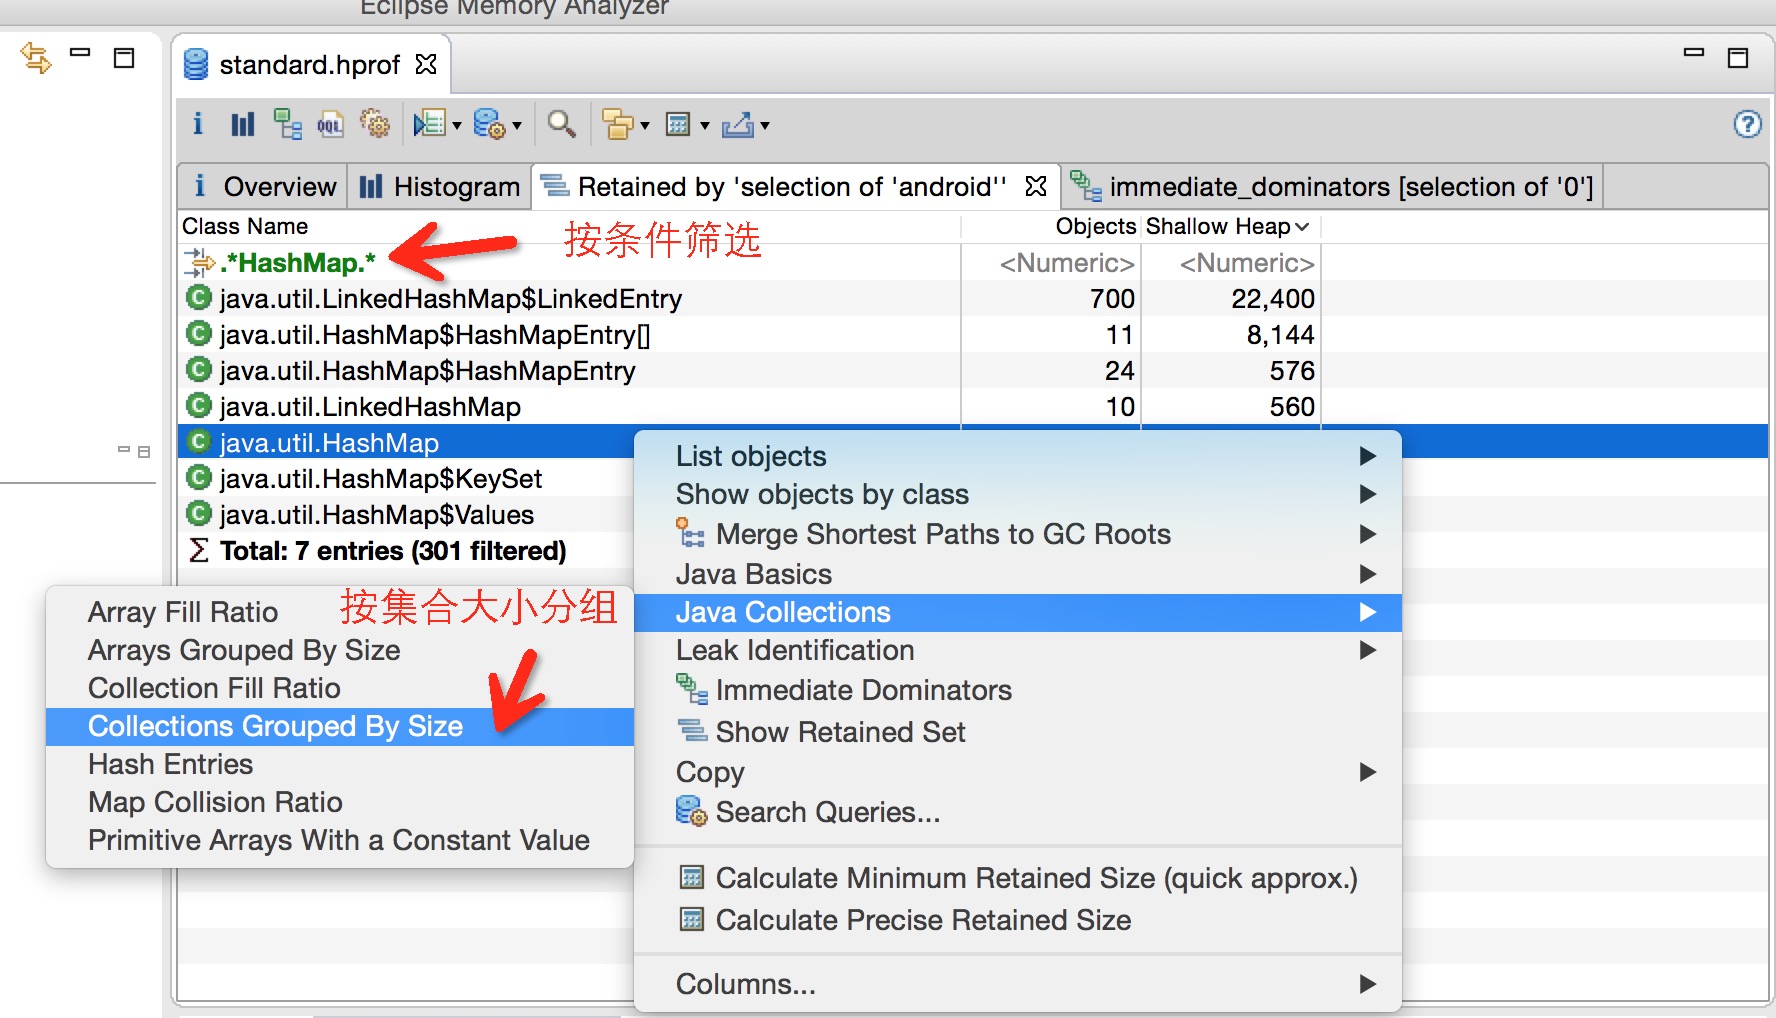 Eclipse Memory Analyzer
standard.hprof
i OQL ?
i Overview Histogram Retained by 'selection of 'android'' immediate_dominators [selection of '0']
Class Name Objects Shallow Heap
.*HashMap.* 按条件筛选 <Numeric> <Numeric>
C java.util.LinkedHashMap$LinkedEntry 700 22,400
C java.util.HashMap$HashMapEntry[] 11 8,144
C java.util.HashMap$HashMapEntry 24 576
C java.util.LinkedHashMap 10 560
C java.util.HashMap
C java.util.HashMap$KeySet
C java.util.HashMap$Values
Σ Total: 7 entries (301 filtered)
List objects
Show objects by class
Merge Shortest Paths to GC Roots
Java Basics
Java Collections
Leak Identification
Immediate Dominators
Show Retained Set
Copy
Search Queries...
Calculate Minimum Retained Size (quick approx.)
Calculate Precise Retained Size
Columns...
按集合大小分组
Array Fill Ratio
Arrays Grouped By Size
Collection Fill Ratio
Collections Grouped By Size
Hash Entries
Map Collision Ratio
Primitive Arrays With a Constant Value